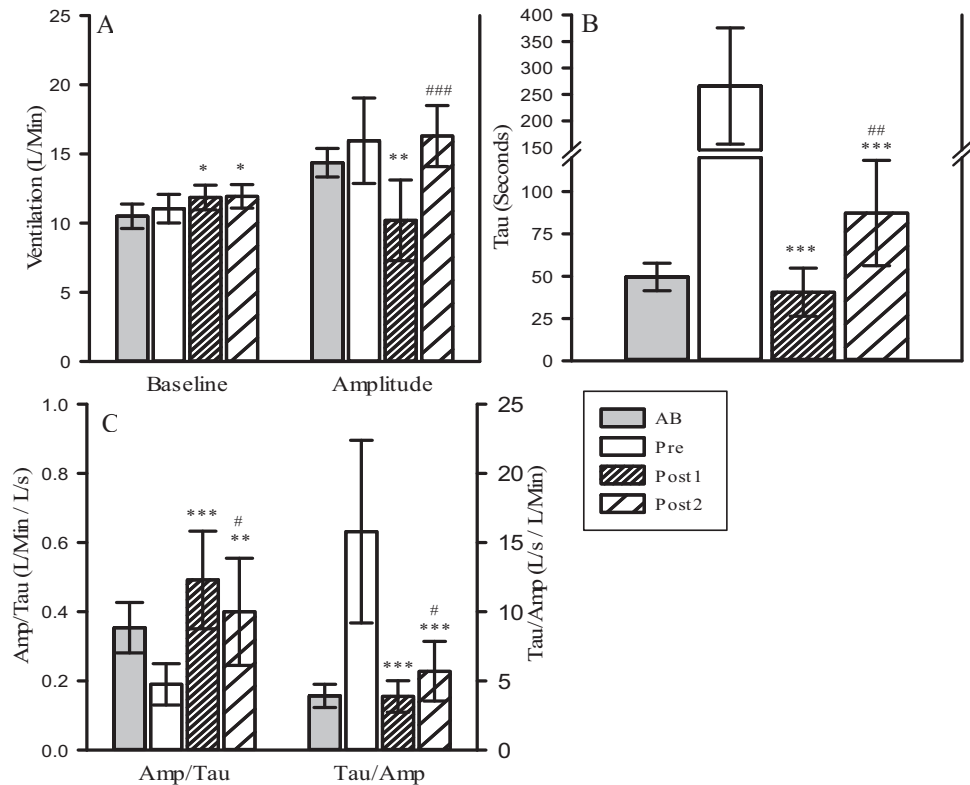 A
25
20
15
10
5
0
Ventilation (L/Min)
*
*
**
###
Baseline
Amplitude
B
400
350
300
250
200
150
100
75
50
25
0
Tau (Seconds)
***
##
***
C
1.0
0.8
0.6
0.4
0.2
0.0
Amp/Tau (L/Min / L/s)
***
#
**
***
#
***
Amp/Tau
Tau/Amp
25
20
15
10
5
0
Tau/Amp (L/s / L/Min)
AB
Pre
Post1
Post2